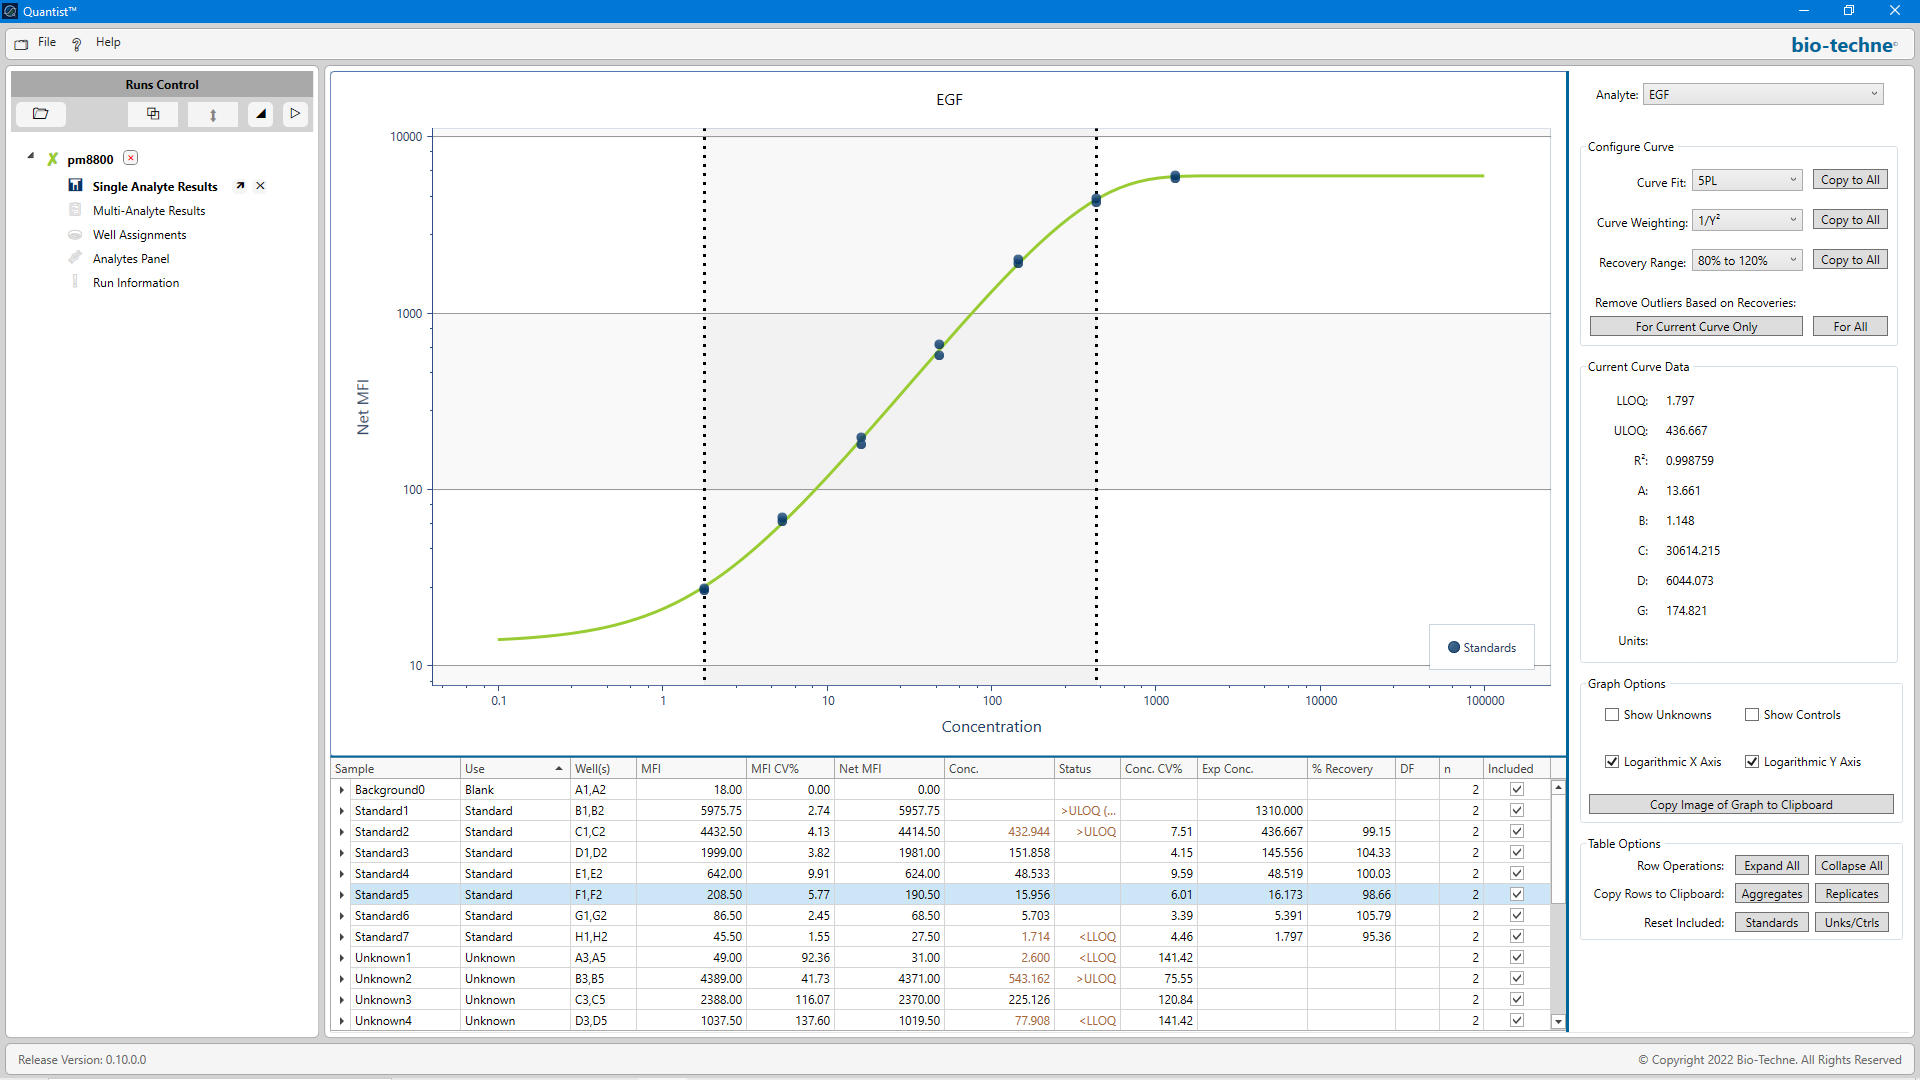 Quantist™
File Help
bio-techne
Runs Control
pm8800
Single Analyte Results
Multi-Analyte Results
Well Assignments
Analytes Panel
Run Information
EGF
10000
1000
100
10
Net MFI
0.1 1 10 100 1000 10000 100000
Concentration
Standards
Sample Use Well(s) MFI MFI CV% Net MFI Conc. Status Conc. CV% Exp Conc. % Recovery DF n Included
Background0 Blank A1,A2 18.00 0.00 0.00 2
Standard1 Standard B1,B2 5975.75 2.74 5957.75 >ULOQ (... 1310.000 2
Standard2 Standard C1,C2 4432.50 4.13 4414.50 432.944 >ULOQ 7.51 436.667 99.15 2
Standard3 Standard D1,D2 1999.00 3.82 1981.00 151.858 4.15 145.556 104.33 2
Standard4 Standard E1,E2 642.00 9.91 624.00 48.533 9.59 48.519 100.03 2
Standard5 Standard F1,F2 208.50 5.77 190.50 15.956 6.01 16.173 98.66 2
Standard6 Standard G1,G2 86.50 2.45 68.50 5.703 3.39 5.391 105.79 2
Standard7 Standard H1,H2 45.50 1.55 27.50 1.714 <LLOQ 4.46 1.797 95.36 2
Unknown1 Unknown A3,A5 49.00 92.36 31.00 2.600 <LLOQ 141.42 2
Unknown2 Unknown B3,B5 4389.00 41.73 4371.00 543.162 >ULOQ 75.55 2
Unknown3 Unknown C3,C5 2388.00 116.07 2370.00 225.126 120.84 2
Unknown4 Unknown D3,D5 1037.50 137.60 1019.50 77.908 <LLOQ 141.42 2
Analyte: EGF
Configure Curve
Curve Fit: 5PL Copy to All
Curve Weighting: 1/Y² Copy to All
Recovery Range: 80% to 120% Copy to All
Remove Outliers Based on Recoveries:
For Current Curve Only For All
Current Curve Data
LLOQ: 1.797
ULOQ: 436.667
R²: 0.998759
A: 13.661
B: 1.148
C: 30614.215
D: 6044.073
G: 174.821
Units:
Graph Options
Show Unknowns Show Controls
Logarithmic X Axis Logarithmic Y Axis
Copy Image of Graph to Clipboard
Table Options
Row Operations: Expand All Collapse All
Copy Rows to Clipboard: Aggregates Replicates
Reset Included: Standards Unks/Ctrls
Release Version: 0.10.0.0
© Copyright 2022 Bio-Techne. All Rights Reserved